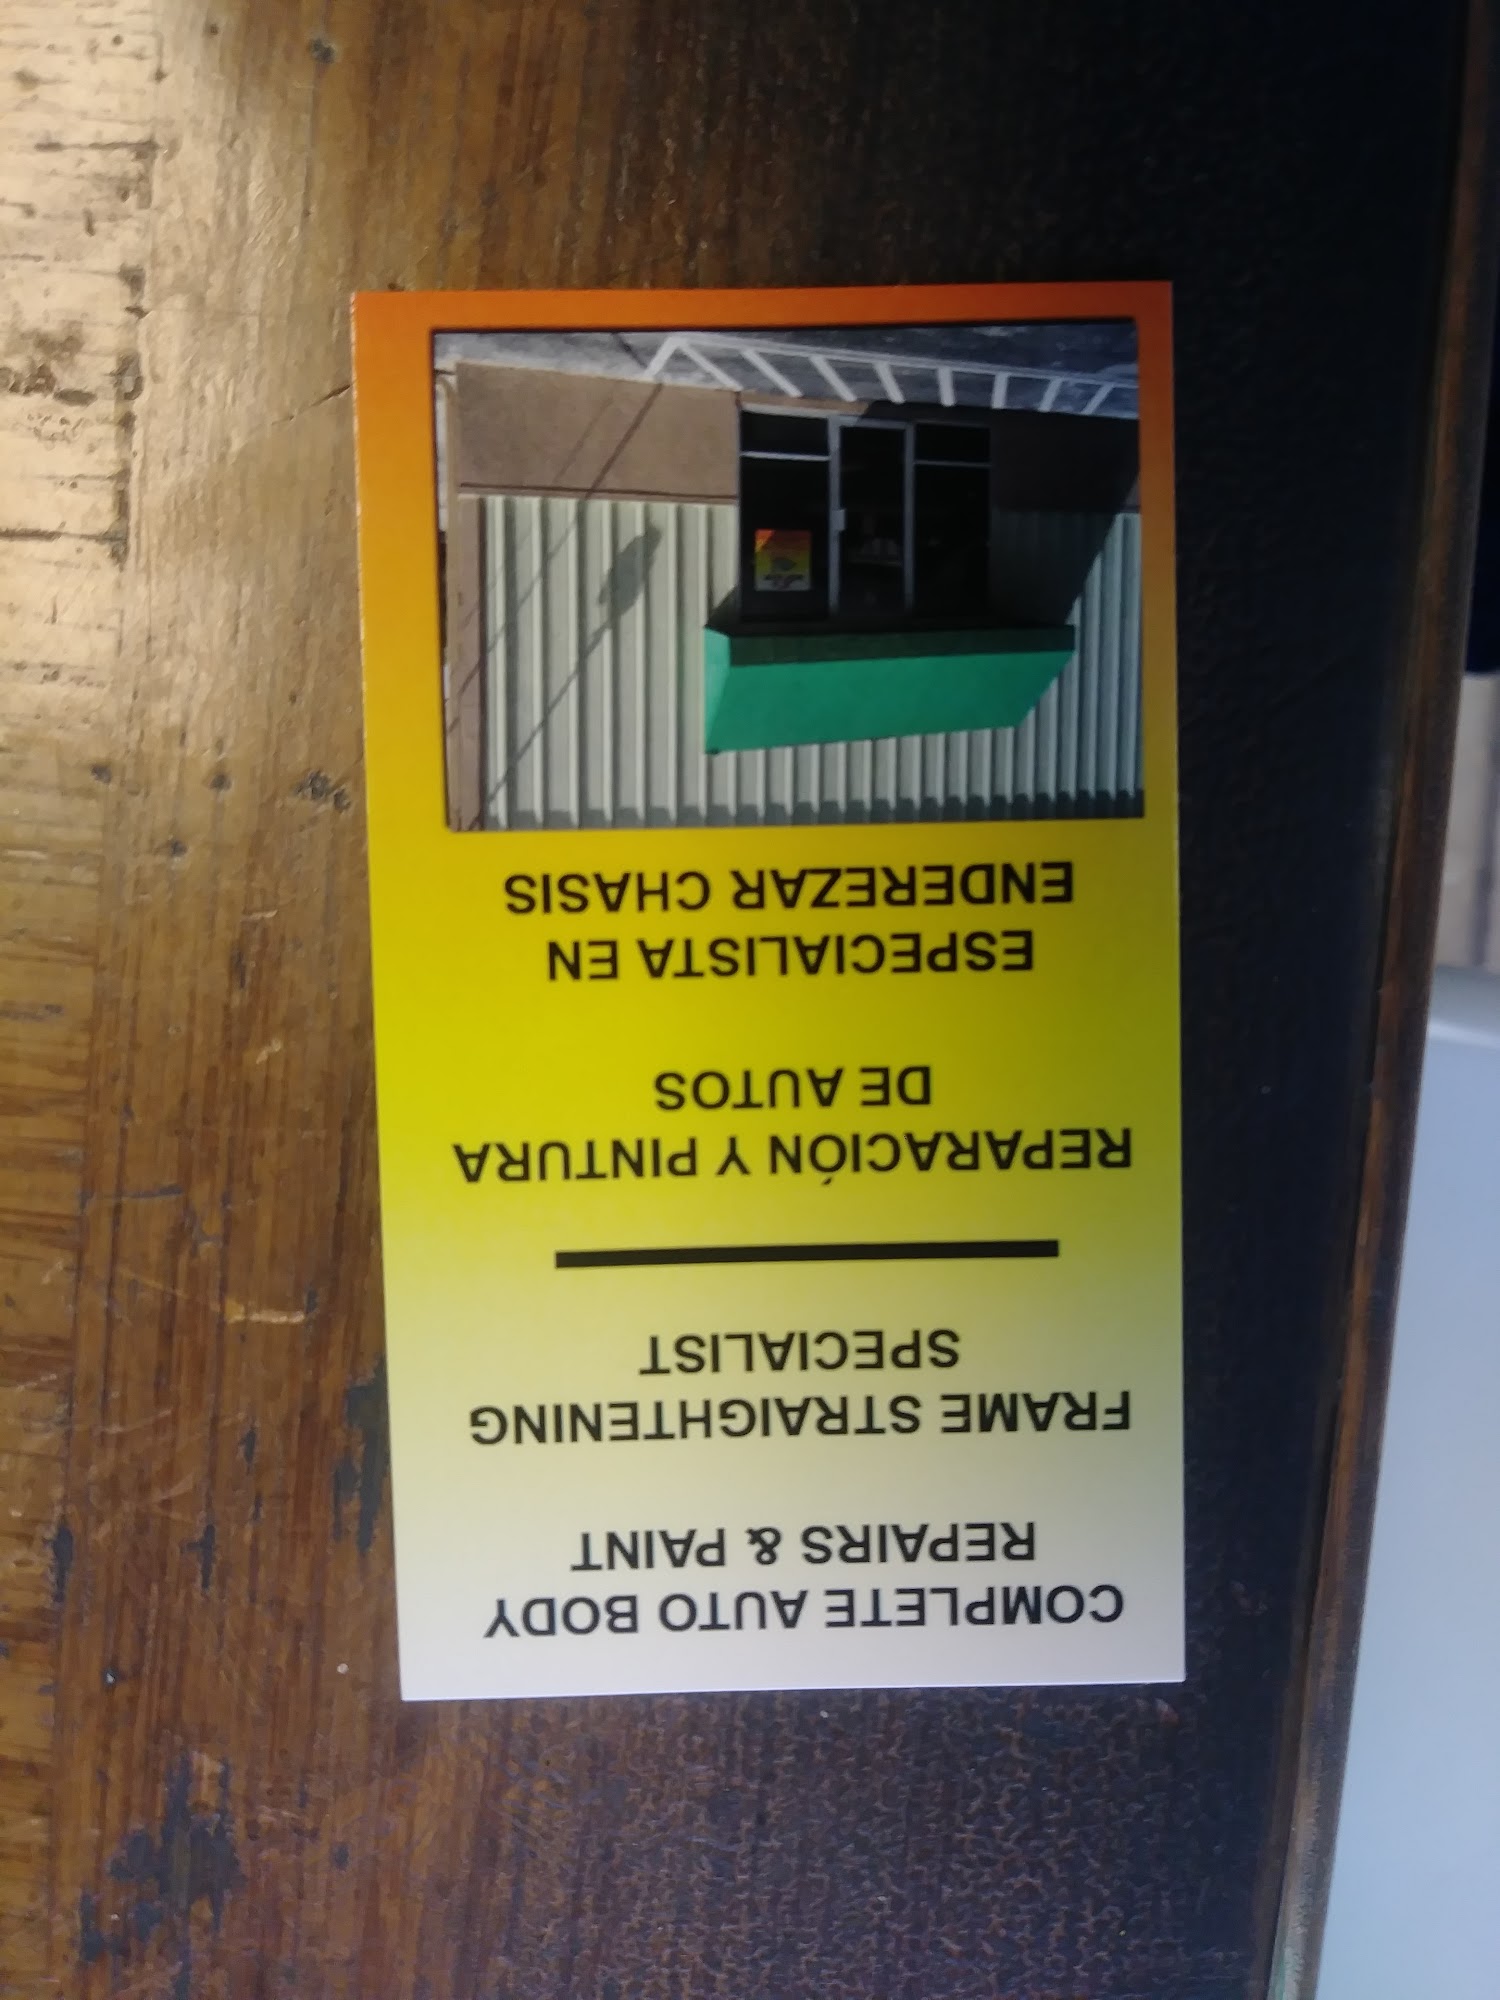 COMPLETE AUTO BODY
REPAIRS & PAINT
FRAME STRAIGHTENING
SPECIALIST
REPARACIÓN Y PINTURA
DE AUTOS
ESPECIALISTA EN
ENDEREZAR CHASIS